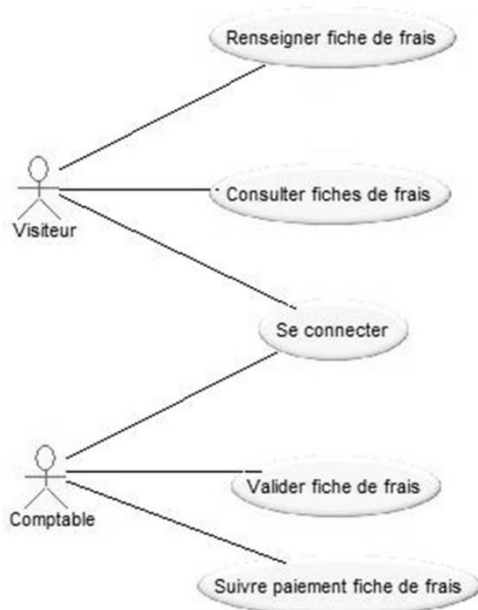 Renseigner fiche de frais
Consulter fiches de frais
Visiteur
Se connecter
Valider fiche de frais
Comptable
Suivre paiement fiche de frais